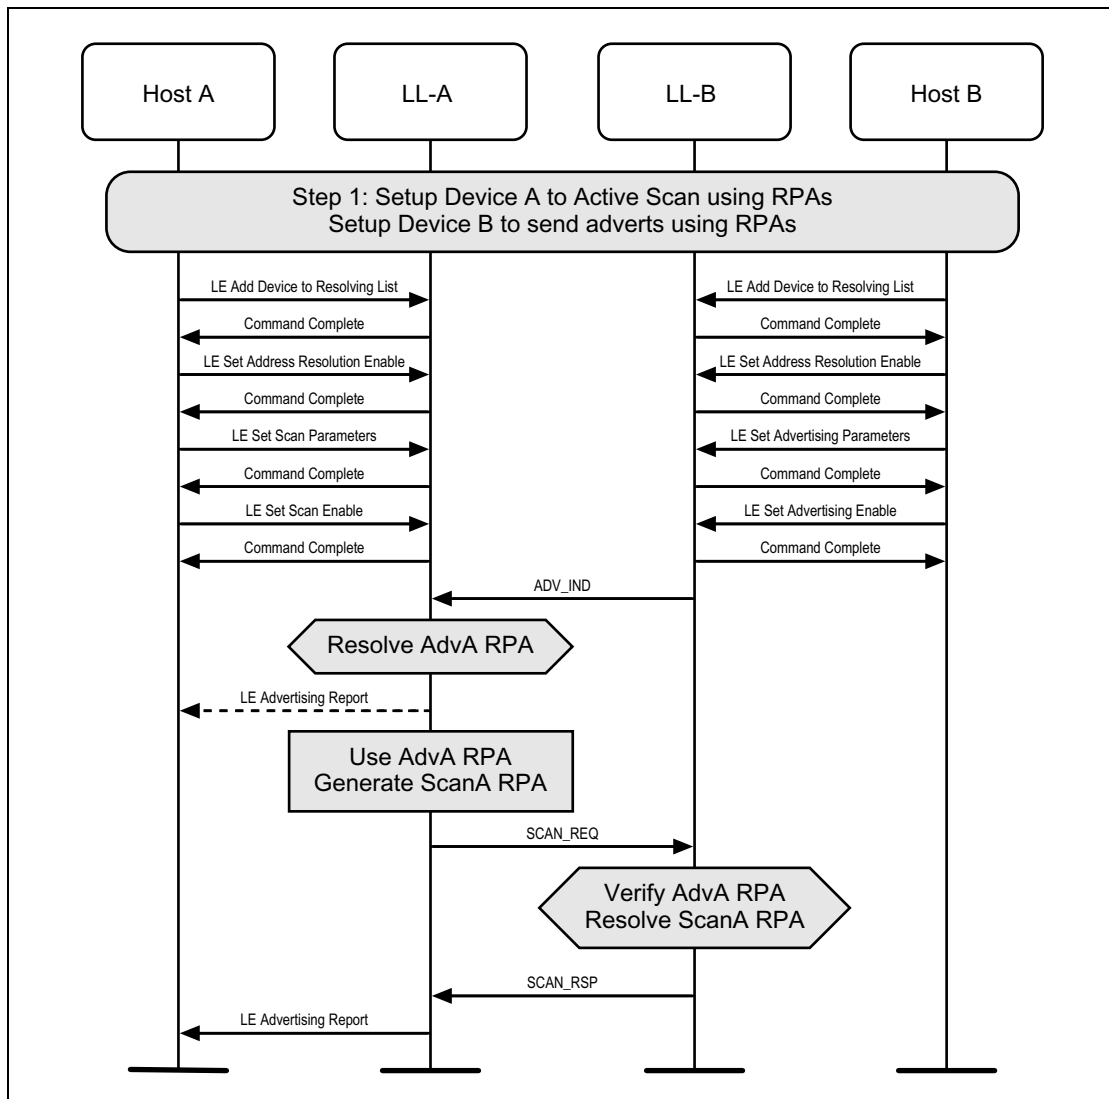 Host A
LL-A
LL-B
Host B
Step 1: Setup Device A to Active Scan using RPAs
Setup Device B to send adverts using RPAs
LE Add Device to Resolving List
LE Add Device to Resolving List
Command Complete
Command Complete
LE Set Address Resolution Enable
LE Set Address Resolution Enable
Command Complete
Command Complete
LE Set Scan Parameters
LE Set Advertising Parameters
Command Complete
Command Complete
LE Set Scan Enable
LE Set Advertising Enable
Command Complete
Command Complete
ADV_IND
Resolve AdvA RPA
LE Advertising Report
Use AdvA RPA
Generate ScanA RPA
SCAN_REQ
Verify AdvA RPA
Resolve ScanA RPA
SCAN_RSP
LE Advertising Report